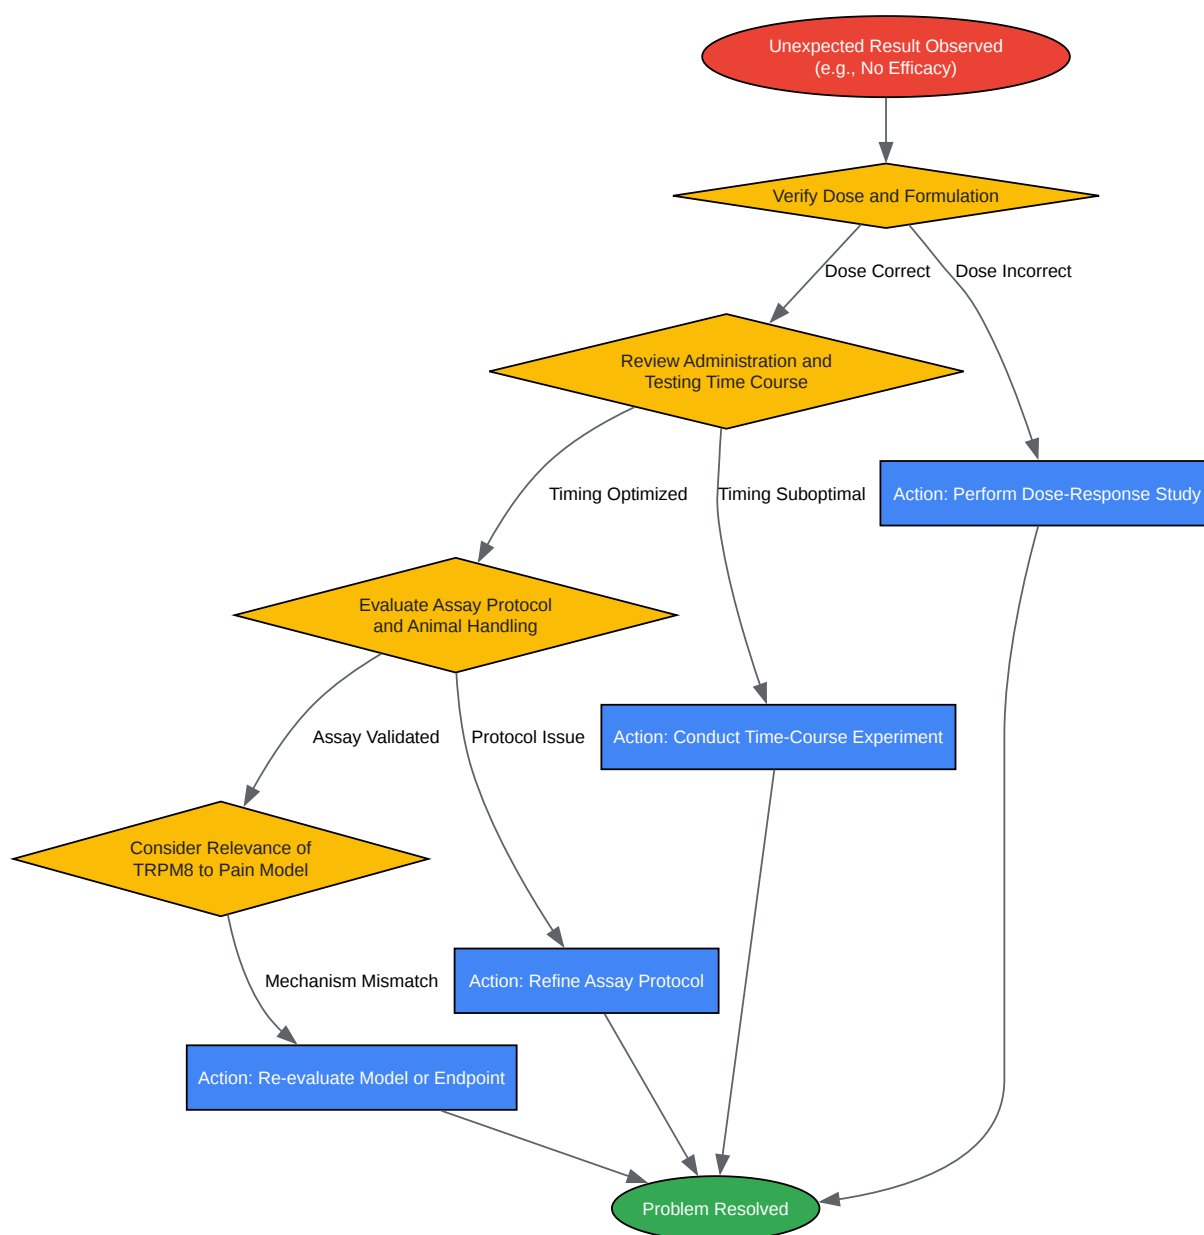 Unexpected Result Observed
(e.g., No Efficacy)
Verify Dose and Formulation
Dose Correct
Dose Incorrect
Review Administration and
Testing Time Course
Timing Optimized
Timing Suboptimal
Action: Perform Dose-Response Study
Evaluate Assay Protocol
and Animal Handling
Assay Validated
Protocol Issue
Action: Conduct Time-Course Experiment
Consider Relevance of
TRPM8 to Pain Model
Mechanism Mismatch
Action: Refine Assay Protocol
Action: Re-evaluate Model or Endpoint
Problem Resolved